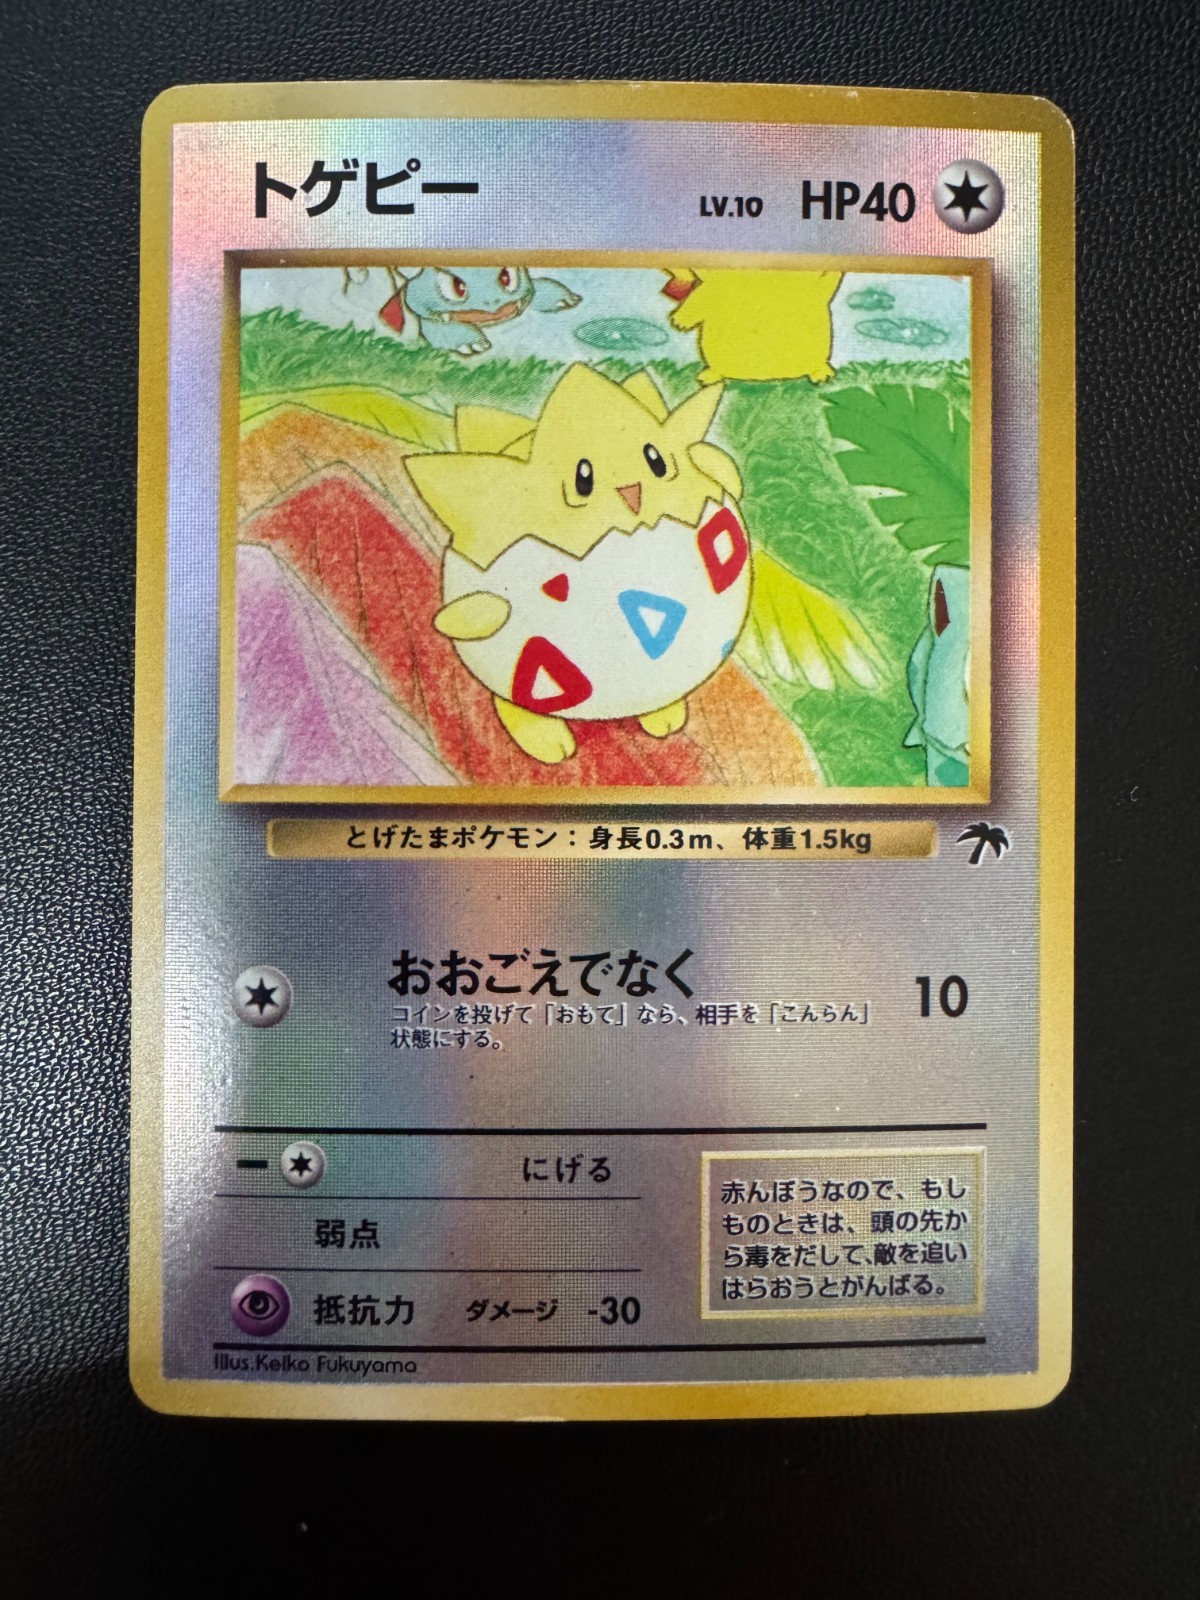 トゲピー LV.10 HP40
とげたまポケモン：身長0.3m、体重1.5kg
おおごえでなく 10
コインを投げて「おもて」なら、相手を「こんらん」
状態にする。
− にげる
弱点
抵抗力 ダメージ -30
赤んぼうなので、もし
ものときは、頭の先か
ら毒をだして、敵を追い
はらおうとがんばる。
Illus.Keiko Fukuyama